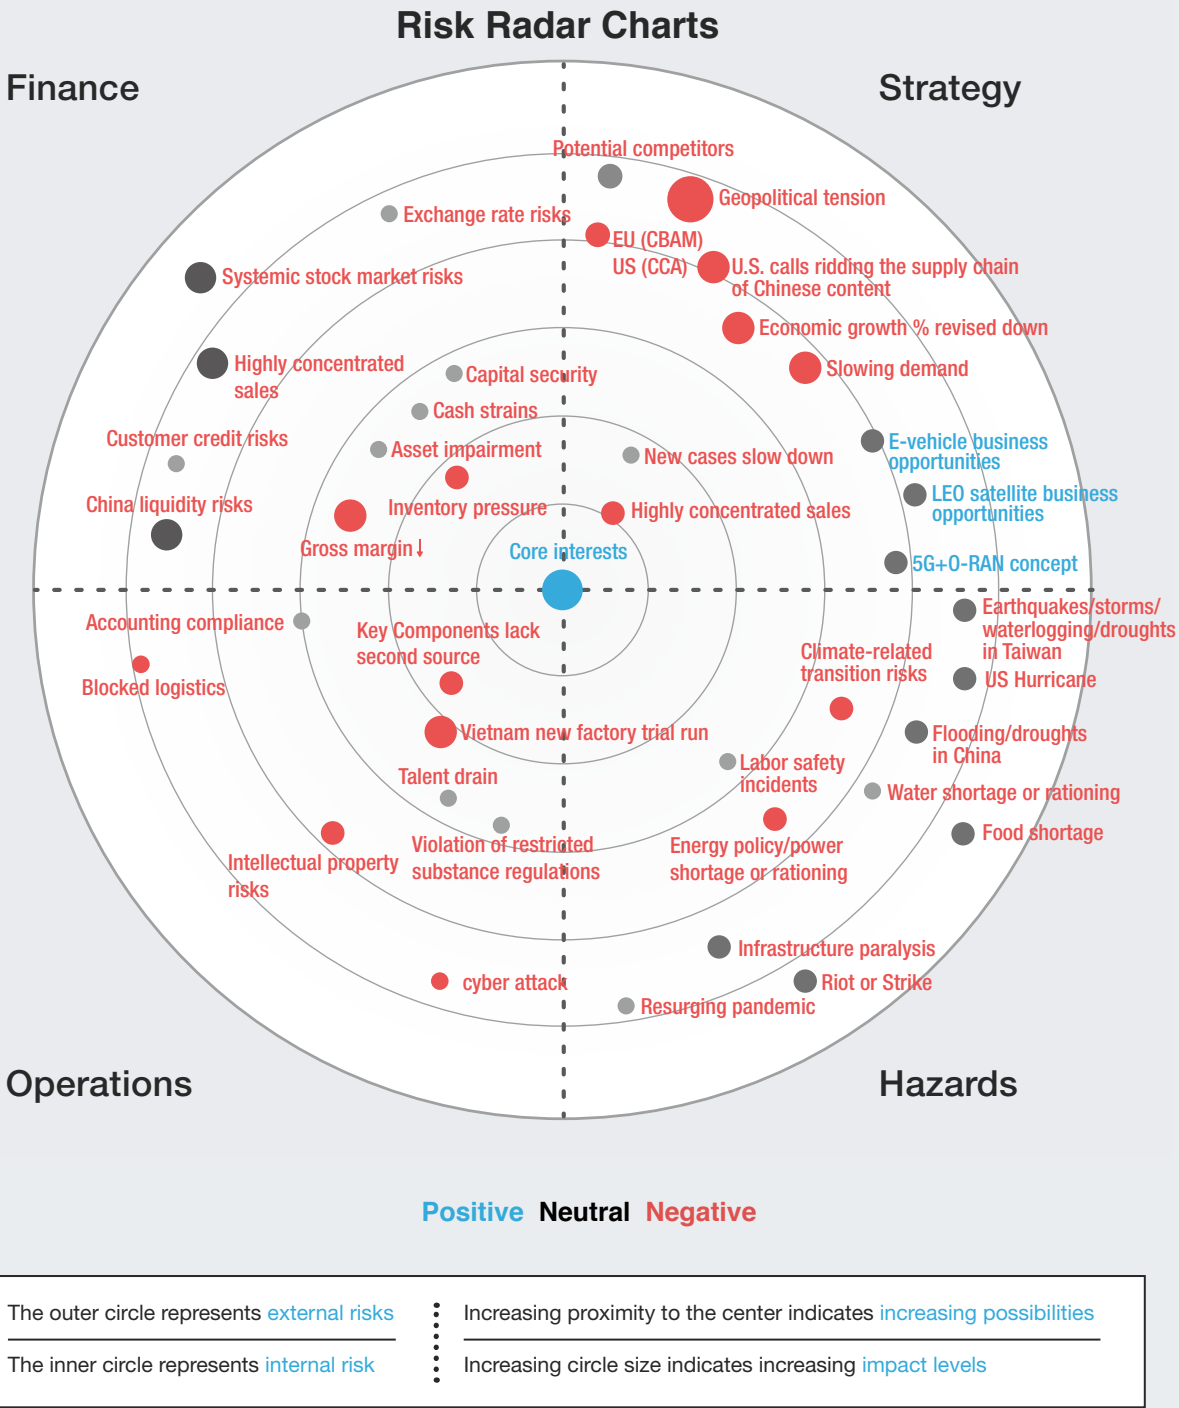 Risk Radar Charts
Finance
Strategy
Potential competitors
Geopolitical tension
Exchange rate risks
EU (CBAM)
US (CCA)
U.S. calls ridding the supply chain
of Chinese content
Systemic stock market risks
Economic growth % revised down
Highly concentrated
sales
Slowing demand
Capital security
Cash strains
Customer credit risks
Asset impairment
New cases slow down
E-vehicle business
opportunities
LEO satellite business
opportunities
China liquidity risks
Inventory pressure
Highly concentrated sales
Gross margin↓
Core interests
5G+O-RAN concept
Accounting compliance
Key Components lack
second source
Earthquakes/storms/
waterlogging/droughts
in Taiwan
Climate-related
transition risks
Blocked logistics
US Hurricane
Vietnam new factory trial run
Flooding/droughts
in China
Talent drain
Labor safety
incidents
Water shortage or rationing
Violation of restricted
substance regulations
Energy policy/power
shortage or rationing
Food shortage
Intellectual property
risks
Infrastructure paralysis
cyber attack
Riot or Strike
Resurging pandemic
Operations
Hazards
Positive Neutral Negative
The outer circle represents external risks
The inner circle represents internal risk
Increasing proximity to the center indicates increasing possibilities
Increasing circle size indicates increasing impact levels